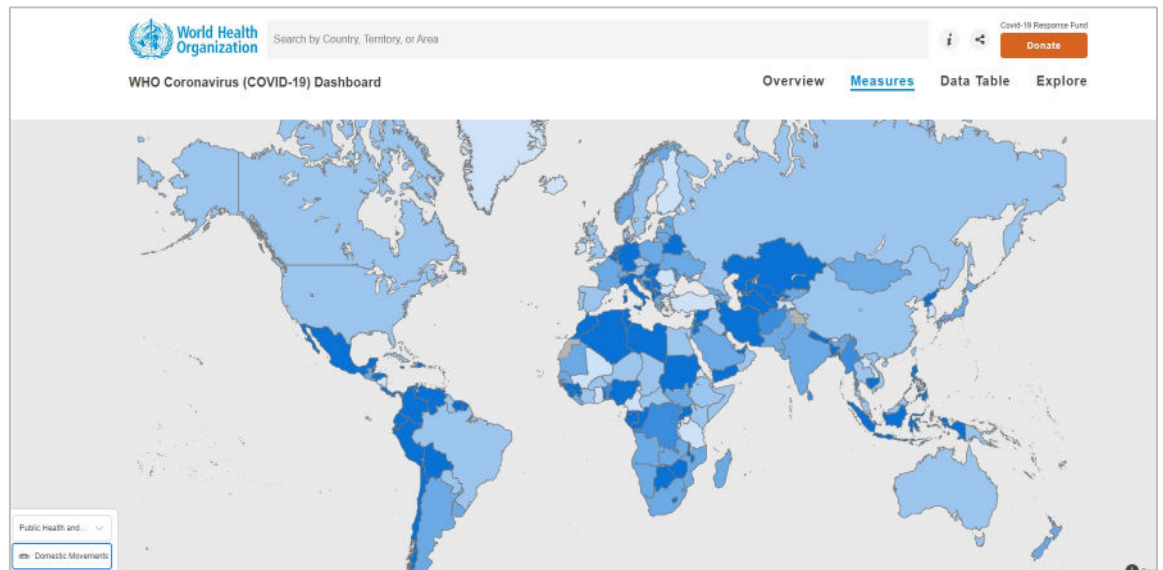 World Health
Organization
Search by Country, Territory, or Area
i
Covid-19 Response Fund
Donate
WHO Coronavirus (COVID-19) Dashboard
Overview Measures Data Table Explore
Public Health and...
Domestic Movements